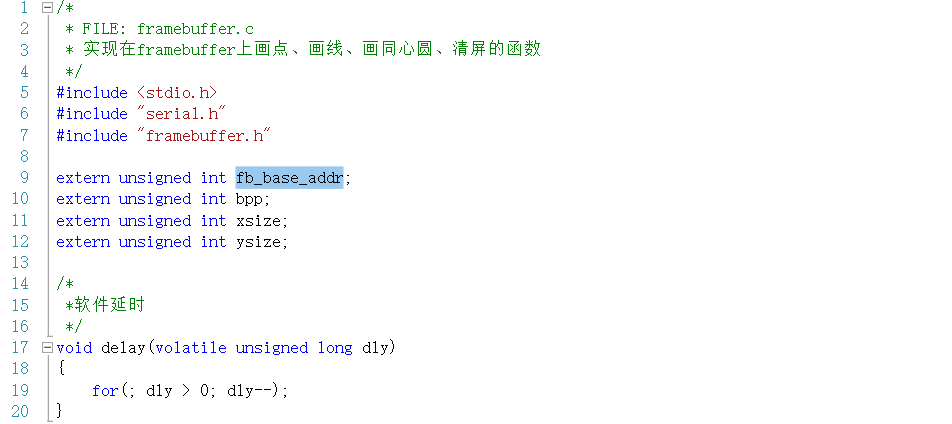 1 /*
2 * FILE: framebuffer.c
3 * 实现在framebuffer上画点、画线、画同心圆、清屏的函数
4 */
5 #include <stdio.h>
6 #include "serial.h"
7 #include "framebuffer.h"
8
9 extern unsigned int fb_base_addr;
10 extern unsigned int bpp;
11 extern unsigned int xsize;
12 extern unsigned int ysize;
13
14 /*
15 *软件延时
16 */
17 void delay(volatile unsigned long dly)
18 {
19 for(; dly > 0; dly--);
20 }